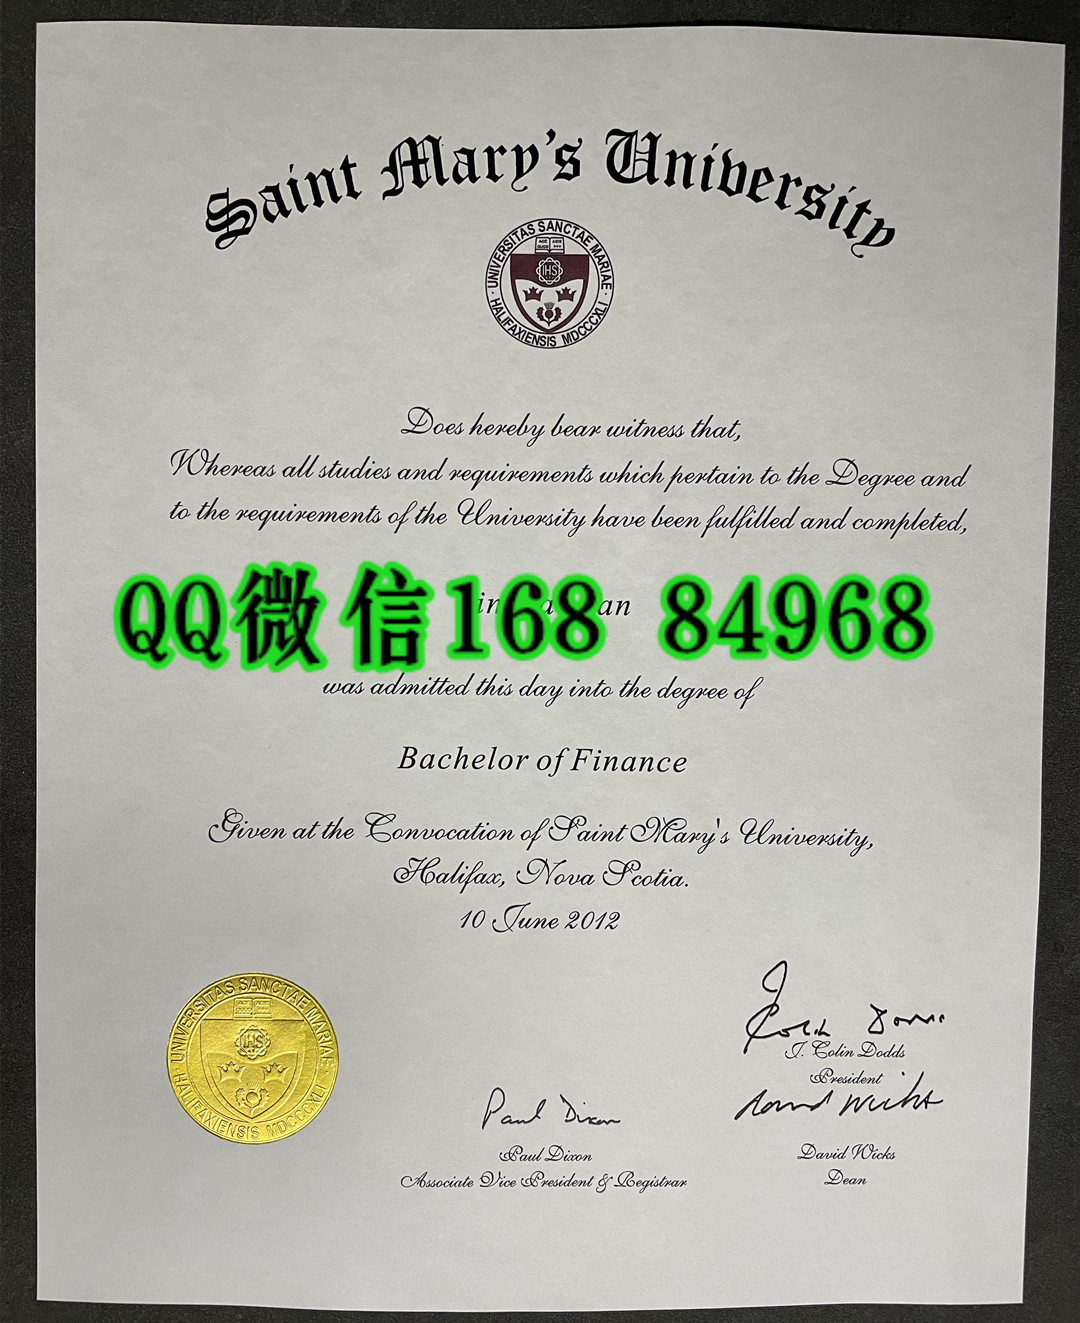 Saint Mary's University
UNIVERSITAS SANCTAE MARIAE
HALIFAXIENSIS MDCCCXLI
IHS
Does hereby bear witness that,
Whereas all studies and requirements which pertain to the Degree and
to the requirements of the University have been fulfilled and completed,
QQ微信168 84968
was admitted this day into the degree of
Bachelor of Finance
Given at the Convocation of Saint Mary's University,
Halifax, Nova Scotia.
10 June 2012
UNIVERSITAS SANCTAE MARIAE
HALIFAXIENSIS MDCCCXLI
IHS
J. Colin Dodds
President
Paul Dixon
Paul Dixon
Associate Vice President & Registrar
David Wicks
Dean